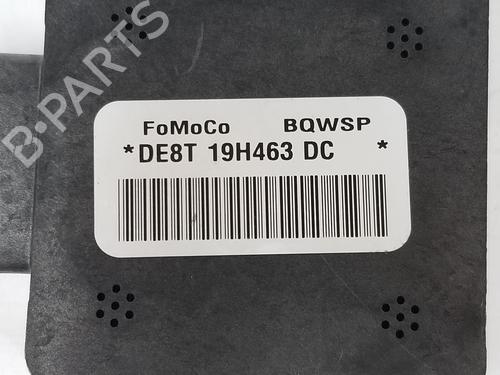 B-PARTS
FoMoCo BQWSP
*DE8T 19H463 DC *